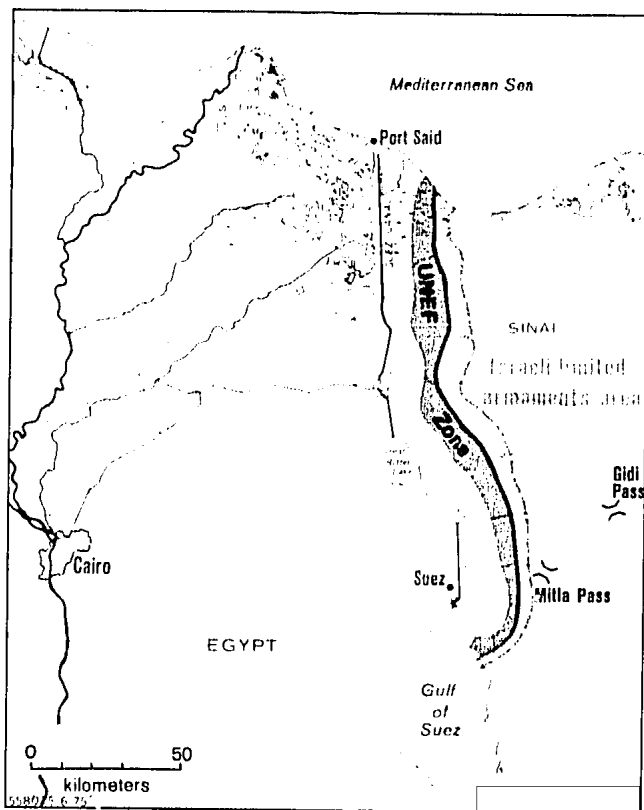 Mediterranean Sea
Port Said
UNEF
Zone
SINAI
Israeli limited
armaments area
Gidi
Pass
Mitla Pass
Cairo
Suez
EGYPT
Gulf
of
Suez
0 50
kilometers